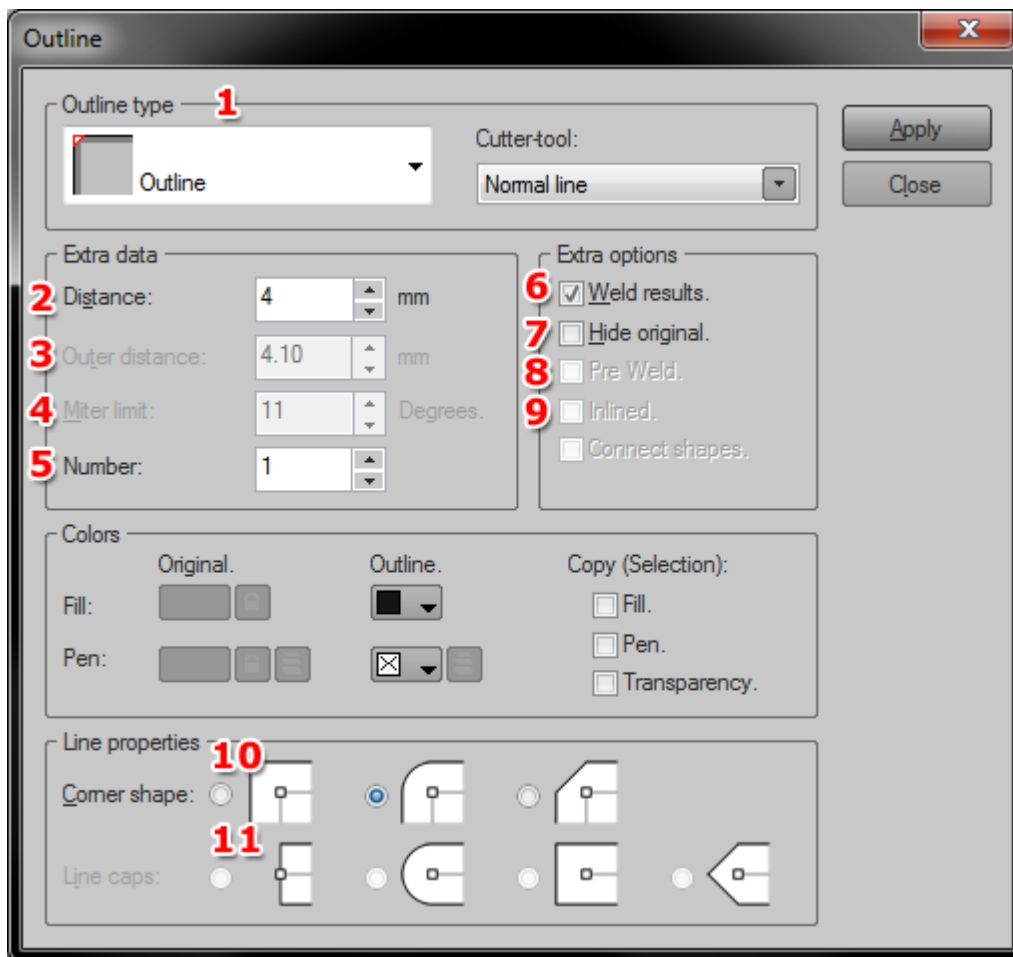 Outline
Outline type 1
Outline
Cutter-tool:
Normal line
Apply
Close
Extra data
2 Distance: 4 mm
3 Outer distance: 4.10 mm
4 Miter limit: 11 Degrees.
5 Number: 1
Extra options
6 Weld results.
7 Hide original.
8 Pre Weld.
9 Inlined.
Connect shapes.
Colors
Original. Outline. Copy (Selection):
Fill: Fill.
Pen: Pen.
Transparency.
Line properties
10
Corner shape:
11
Line caps: